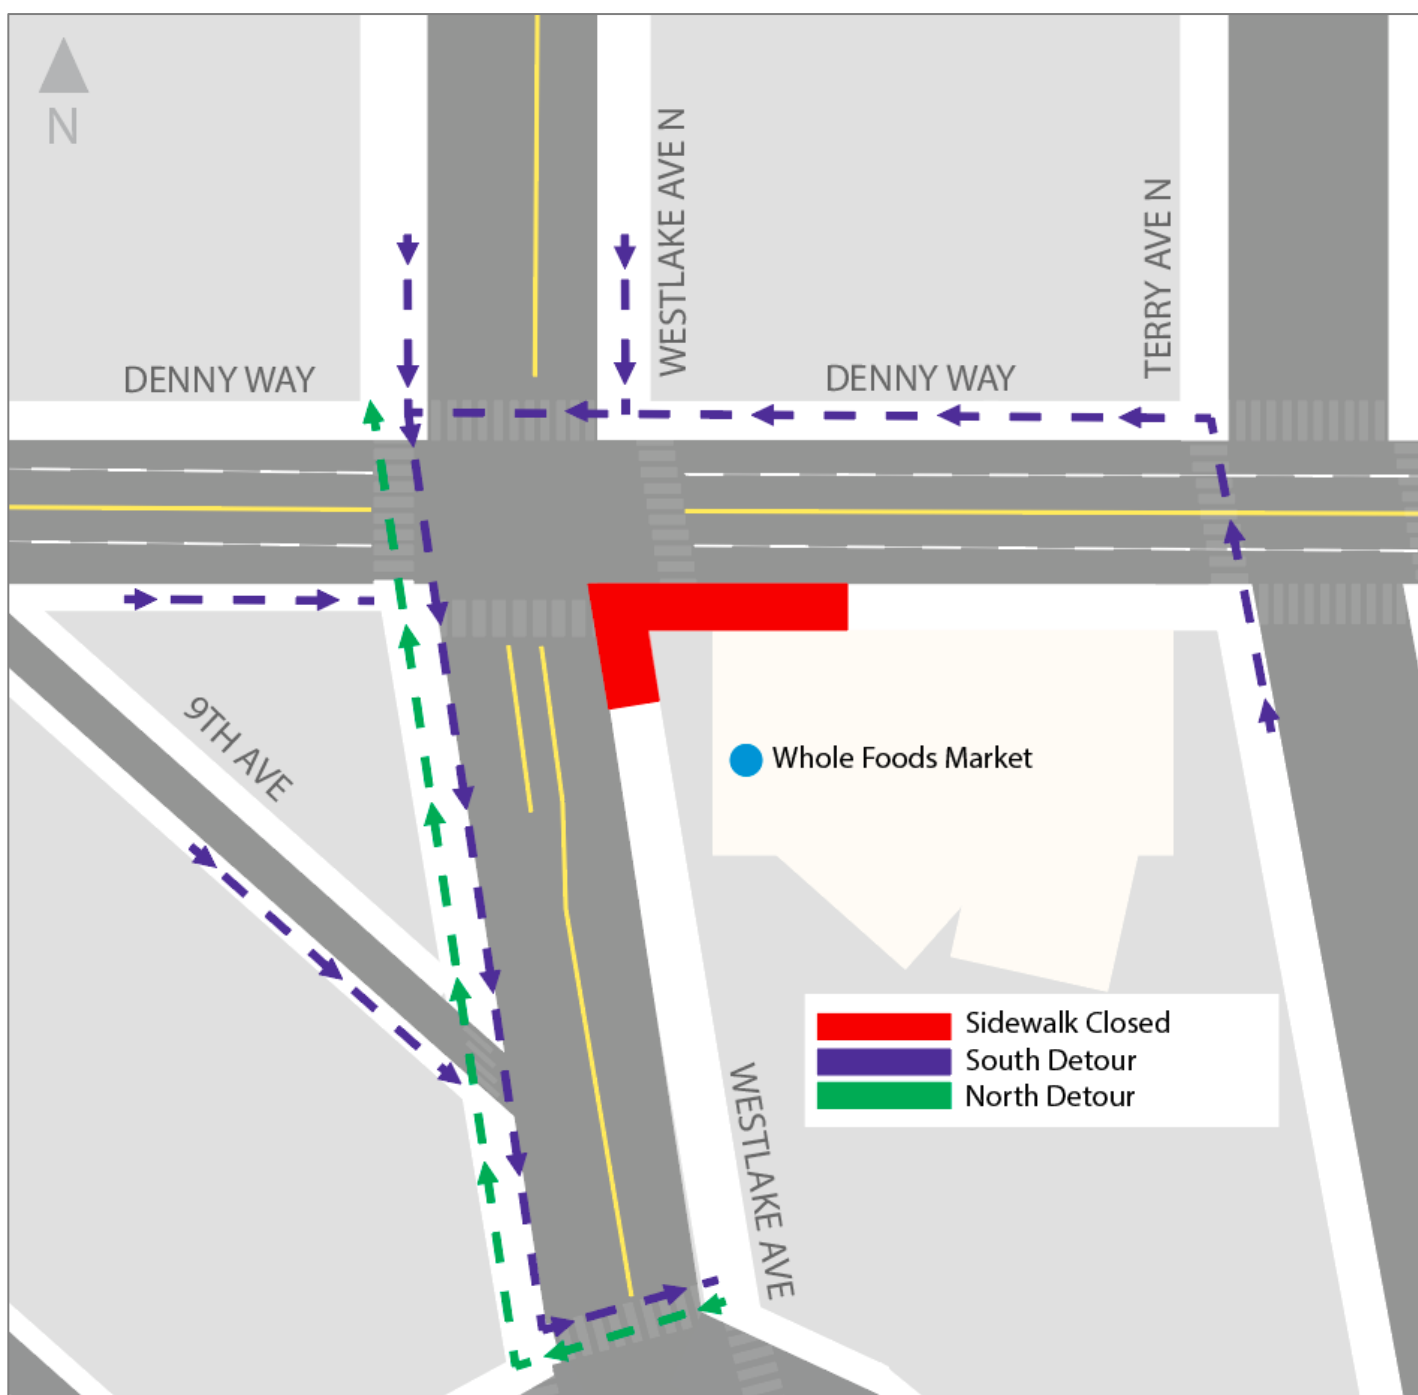 N
WESTLAKE AVE N
TERRY AVE N
DENNY WAY
DENNY WAY
9TH AVE
Whole Foods Market
Sidewalk Closed
South Detour
North Detour
WESTLAKE AVE